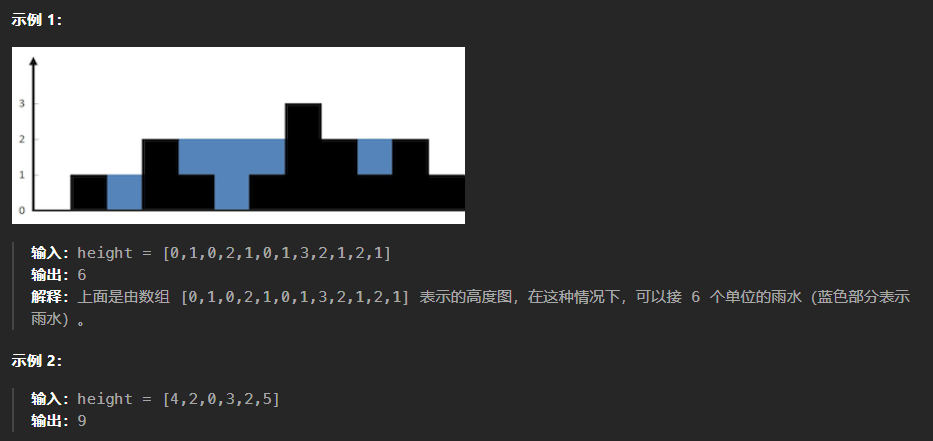 示例 1：
3
2
1
0
输入：height = [0,1,0,2,1,0,1,3,2,1,2,1]
输出：6
解释：上面是由数组 [0,1,0,2,1,0,1,3,2,1,2,1] 表示的高度图，在这种情况下，可以接 6 个单位的雨水（蓝色部分表示
雨水）。
示例 2：
输入：height = [4,2,0,3,2,5]
输出：9